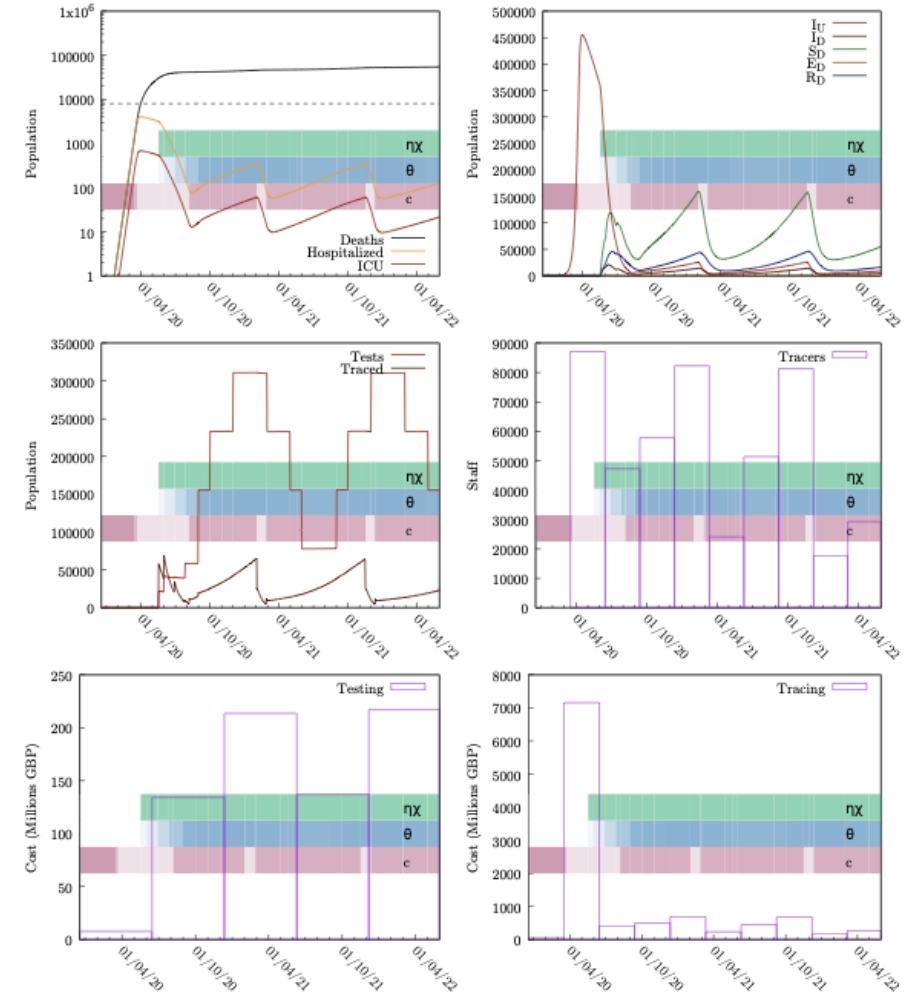 1x10⁶
100000
10000
1000
100
10
1
Population
ηχ
θ
c
Deaths
Hospitalized
ICU
01/04/20
01/10/20
01/04/21
01/10/21
01/04/22
500000
450000
400000
350000
300000
250000
200000
150000
100000
50000
0
Population
I_U
I_D
S_D
E_D
R_D
ηχ
θ
c
01/04/20
01/10/20
01/04/21
01/10/21
01/04/22
350000
300000
250000
200000
150000
100000
50000
0
Population
Tests
Traced
ηχ
θ
c
01/04/20
01/10/20
01/04/21
01/10/21
01/04/22
90000
80000
70000
60000
50000
40000
30000
20000
10000
0
Staff
Tracers
ηχ
θ
c
01/04/20
01/10/20
01/04/21
01/10/21
01/04/22
250
200
150
100
50
0
Cost (Millions GBP)
Testing
ηχ
θ
c
01/04/20
01/10/20
01/04/21
01/10/21
01/04/22
8000
7000
6000
5000
4000
3000
2000
1000
0
Cost (Millions GBP)
Tracing
ηχ
θ
c
01/04/20
01/10/20
01/04/21
01/10/21
01/04/22